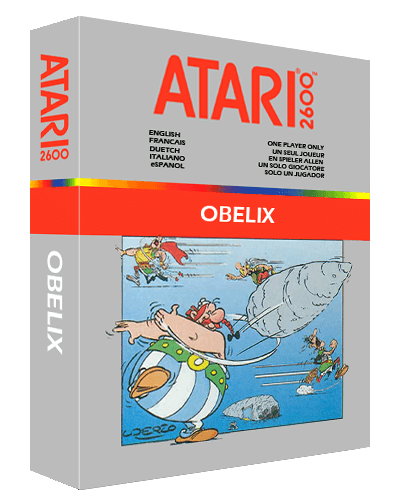 ATARI
2600
OBELIX
ATARI® 2600™
ENGLISH
FRANCAIS
DUETCH
ITALIANO
eSPANOL
ONE PLAYER ONLY
UN SEUL JOUEUR
EN SPIELER ALLEN
UN SOLO GIOCATORE
SOLO UN JUGADOR
OBELIX
UDERZO